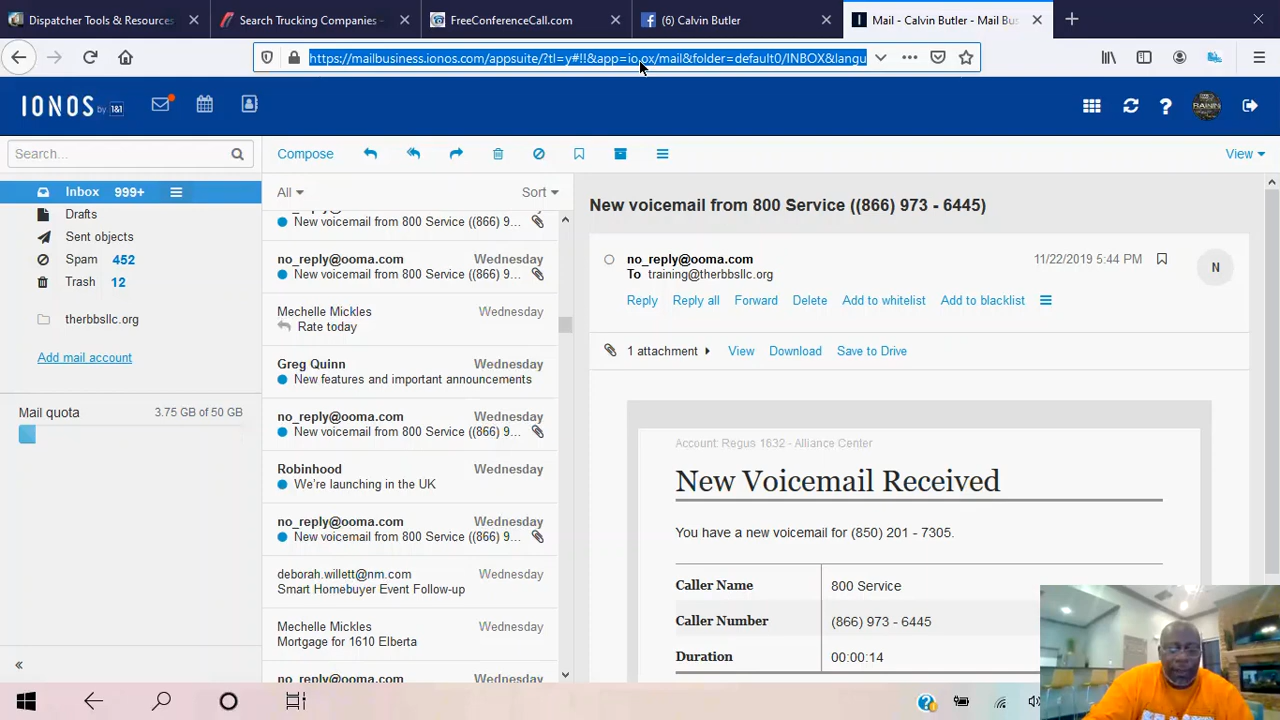 Dispatcher Tools & Resources
Search Trucking Companies -
FreeConferenceCall.com
(6) Calvin Butler
Mail - Calvin Butler - Mail Bus
https://mailbusiness.ionos.com/appsuite/?tl=y#!!&app=io.ox/mail&folder=default0/INBOX&langu
IONOS by 1&1
Search...
Compose
View
Inbox 999+
Drafts
Sent objects
Spam 452
Trash 12
therbbsllc.org
Add mail account
Mail quota 3.75 GB of 50 GB
All
Sort
no_reply@ooma.com Wednesday
New voicemail from 800 Service ((866) 9...
no_reply@ooma.com Wednesday
New voicemail from 800 Service ((866) 9...
Mechelle Mickles Wednesday
Rate today
Greg Quinn Wednesday
New features and important announcements
no_reply@ooma.com Wednesday
New voicemail from 800 Service ((866) 9...
Robinhood Wednesday
We're launching in the UK
no_reply@ooma.com Wednesday
New voicemail from 800 Service ((866) 9...
deborah.willett@nm.com Wednesday
Smart Homebuyer Event Follow-up
Mechelle Mickles Wednesday
Mortgage for 1610 Elberta
no_reply@ooma.com Wednesday
New voicemail from 800 Service ((866) 973 - 6445)
no_reply@ooma.com 11/22/2019 5:44 PM N
To training@therbbsllc.org
Reply Reply all Forward Delete Add to whitelist Add to blacklist
1 attachment View Download Save to Drive
Account: Regus 1632 - Alliance Center
New Voicemail Received
You have a new voicemail for (850) 201 - 7305.
Caller Name 800 Service
Caller Number (866) 973 - 6445
Duration 00:00:14